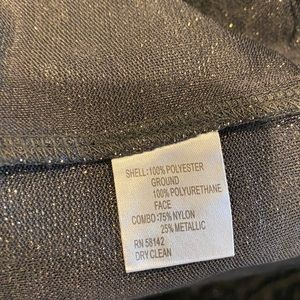 SHELL:100% POLYESTER
GROUND
100% POLYURETHANE
FACE
COMBO:75% NYLON
25% METALLIC
RN 58142
DRY CLEAN